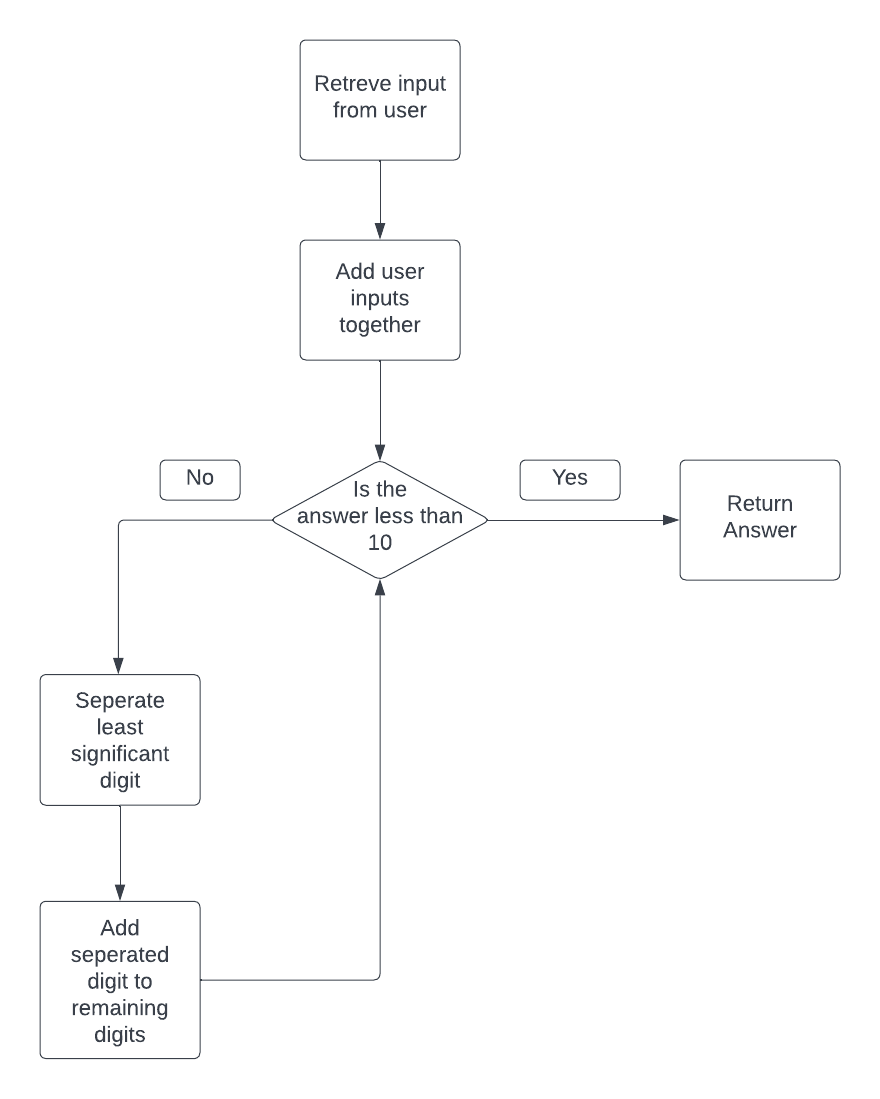 Retreve input
from user
Add user
inputs
together
No
Is the
answer less than
10
Yes
Return
Answer
Seperate
least
significant
digit
Add
seperated
digit to
remaining
digits